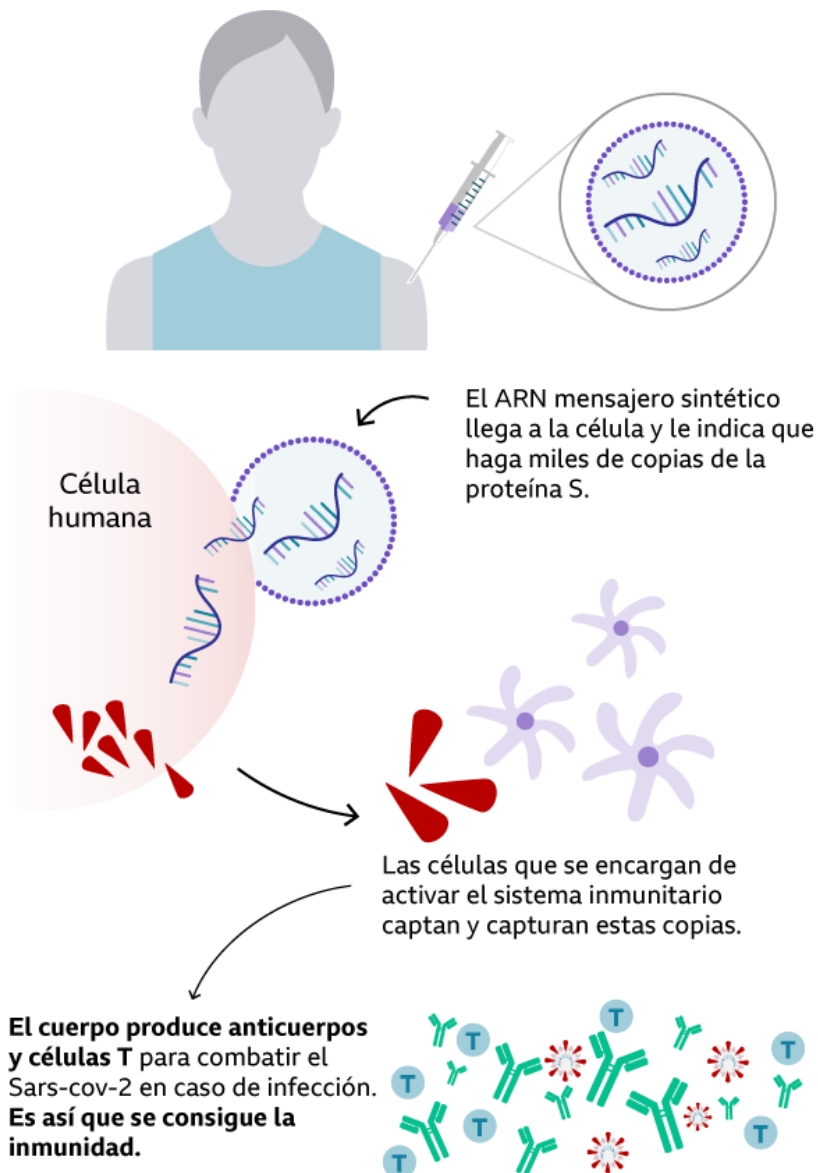 El ARN mensajero sintético
llega a la célula y le indica que
haga miles de copias de la
proteína S.
Célula
humana
Las células que se encargan de
activar el sistema inmunitario
captan y capturan estas copias.
El cuerpo produce anticuerpos
y células T para combatir el
Sars-cov-2 en caso de infección.
Es así que se consigue la
inmunidad.
T
T
T
T
T
T
T